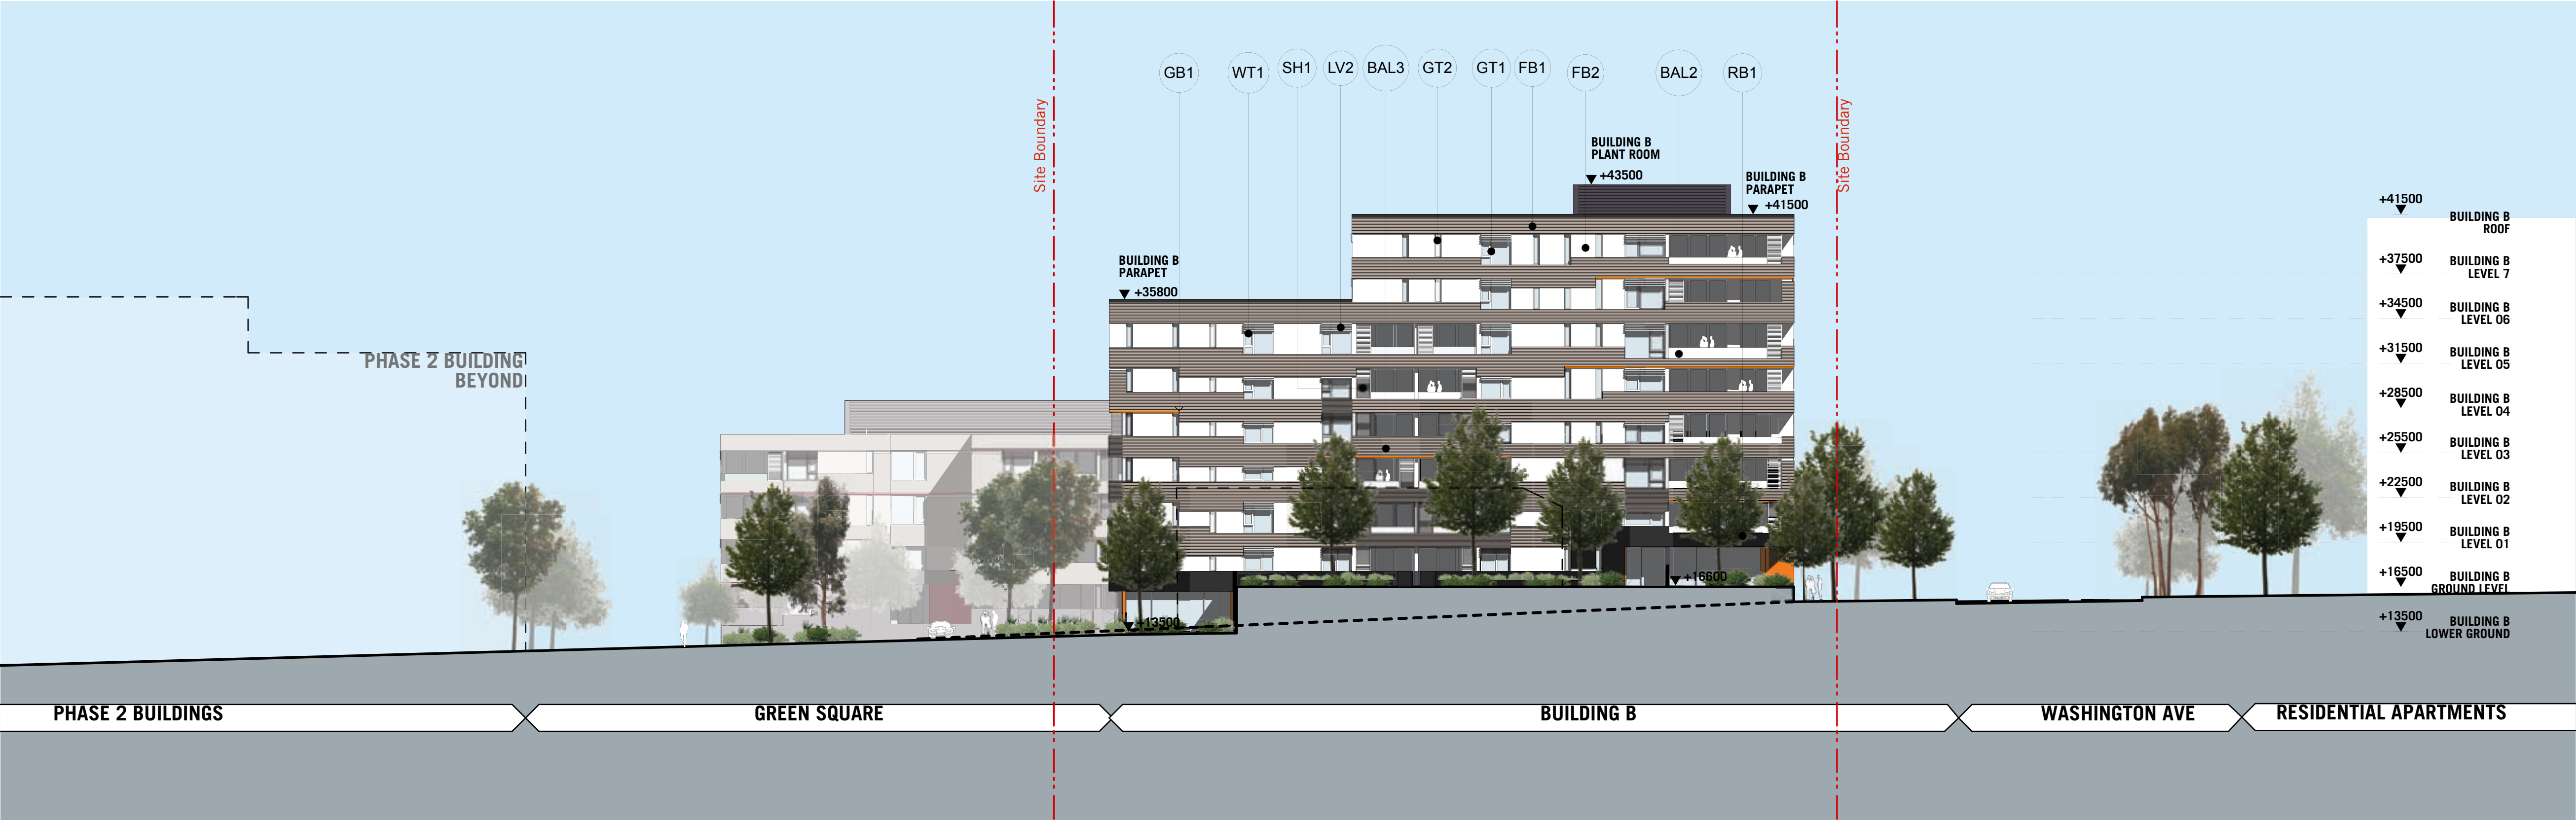 GB1 WT1 SH1 LV2 BAL3 GT2 GT1 FB1 FB2 BAL2 RB1
Site Boundary
Site Boundary
BUILDING B
PLANT ROOM
+43500
BUILDING B
PARAPET
+41500
BUILDING B
PARAPET
+35800
PHASE 2 BUILDING
BEYOND
+16600
+13500
+41500
BUILDING B
ROOF
+37500
BUILDING B
LEVEL 7
+34500
BUILDING B
LEVEL 06
+31500
BUILDING B
LEVEL 05
+28500
BUILDING B
LEVEL 04
+25500
BUILDING B
LEVEL 03
+22500
BUILDING B
LEVEL 02
+19500
BUILDING B
LEVEL 01
+16500
BUILDING B
GROUND LEVEL
+13500
BUILDING B
LOWER GROUND
PHASE 2 BUILDINGS
GREEN SQUARE
BUILDING B
WASHINGTON AVE
RESIDENTIAL APARTMENTS